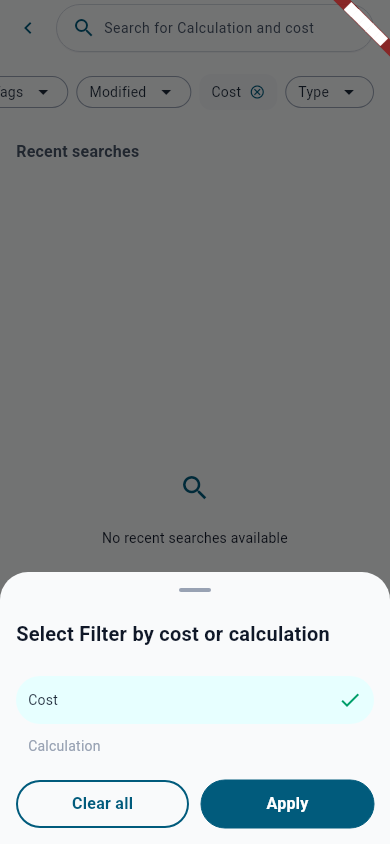 Search for Calculation and cost
ags Modified Cost Type
Recent searches
No recent searches available
Select Filter by cost or calculation
Cost
Calculation
Clear all Apply